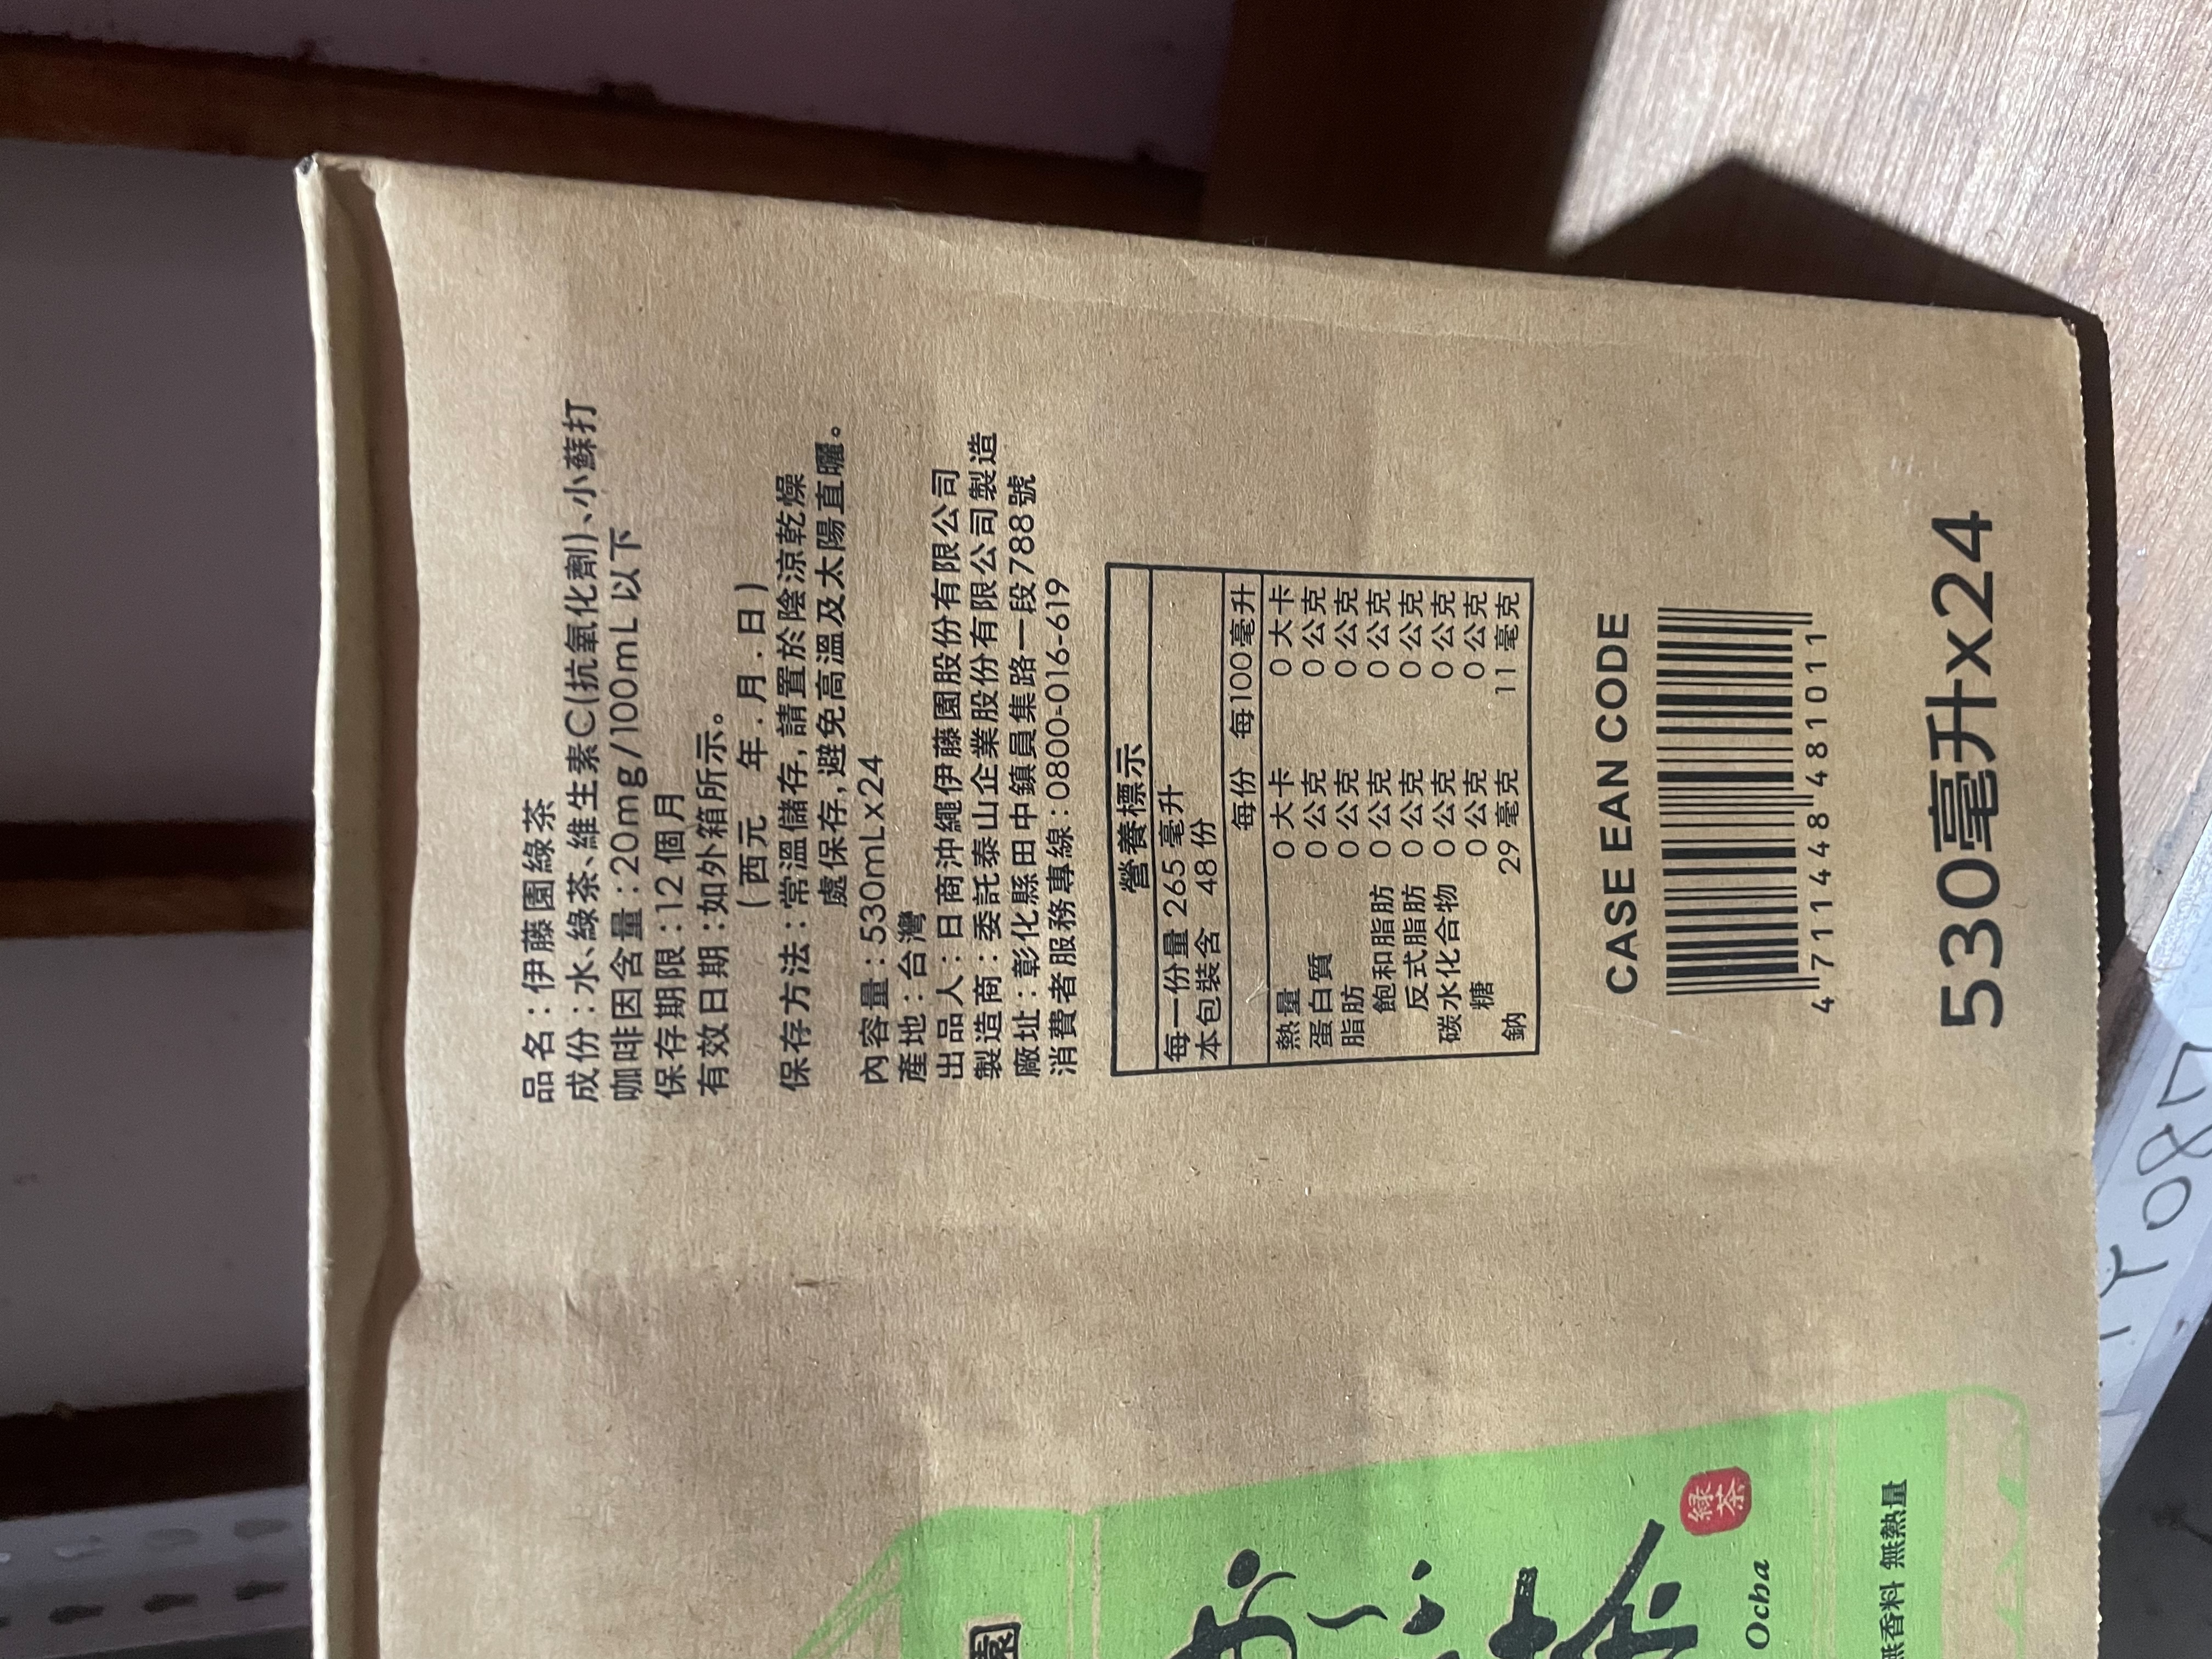 品名：伊藤園綠茶
成份：水、綠茶、維生素C(抗氧化劑)、小蘇打
咖啡因含量：20mg/100mL以下
保存期限：12個月
有效日期：如外箱所示。
(西元 年.月.日)
保存方法：常溫儲存，請置於陰涼乾燥
處保存，避免高溫及太陽直曬。
內容量：530mLx24
產地：台灣
出品人：日商沖繩伊藤園股份有限公司
製造商：委託泰山企業股份有限公司製造
廠址：彰化縣田中鎮員集路一段788號
消費者服務專線：0800-016-619
營養標示
每一份量 265 毫升
本包裝含 48 份
每份 每100毫升
熱量 0 大卡 0 大卡
蛋白質 0 公克 0 公克
脂肪 0 公克 0 公克
飽和脂肪 0 公克 0 公克
反式脂肪 0 公克 0 公克
碳水化合物 0 公克 0 公克
糖 0 公克 0 公克
鈉 29 毫克 11 毫克
CASE EAN CODE
4 711448 481011
530毫升x24
園
お〜いお茶
綠茶
Ocha
無香料 無熱量
TY08D